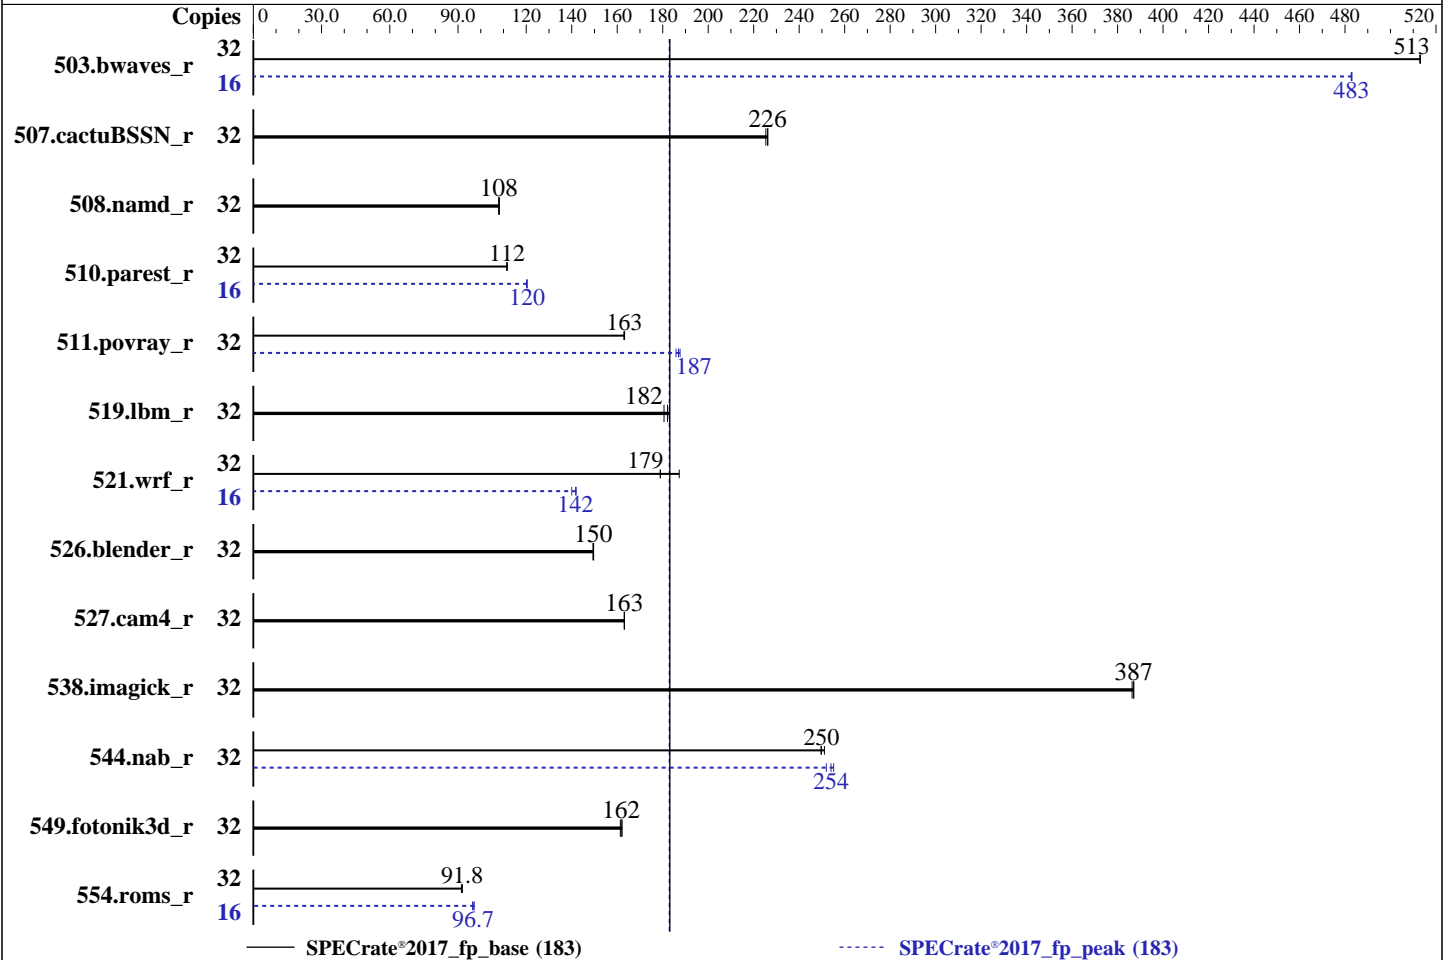 Copies 0 30.0 60.0 90.0 120 140 160 180 200 220 240 260 280 300 320 340 360 380 400 420 440 460 480 520
503.bwaves_r 32 513
16 483
507.cactuBSSN_r 32 226
508.namd_r 32 108
510.parest_r 32 112
16 120
511.povray_r 32 163
187
519.lbm_r 32 182
521.wrf_r 32 179
16 142
526.blender_r 32 150
527.cam4_r 32 163
538.imagick_r 32 387
544.nab_r 32 250
254
549.fotonik3d_r 32 162
554.roms_r 32 91.8
16 96.7
SPECrate®2017_fp_base (183) SPECrate®2017_fp_peak (183)